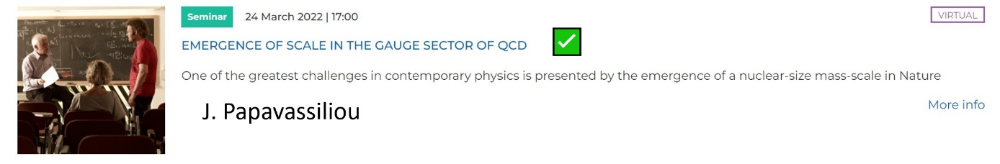 Seminar 24 March 2022 | 17:00 VIRTUAL
EMERGENCE OF SCALE IN THE GAUGE SECTOR OF QCD
One of the greatest challenges in contemporary physics is presented by the emergence of a nuclear-size mass-scale in Nature
More info
J. Papavassiliou